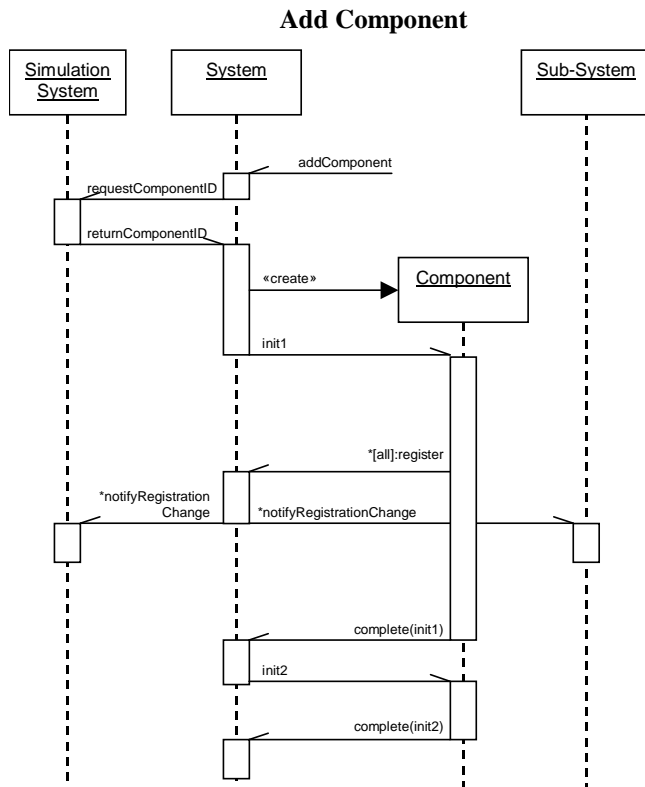 Add Component
Simulation
System
System
Sub-System
addComponent
requestComponentID
returnComponentID
«create»
Component
init1
*[all]:register
*notifyRegistration
Change
*notifyRegistrationChange
complete(init1)
init2
complete(init2)